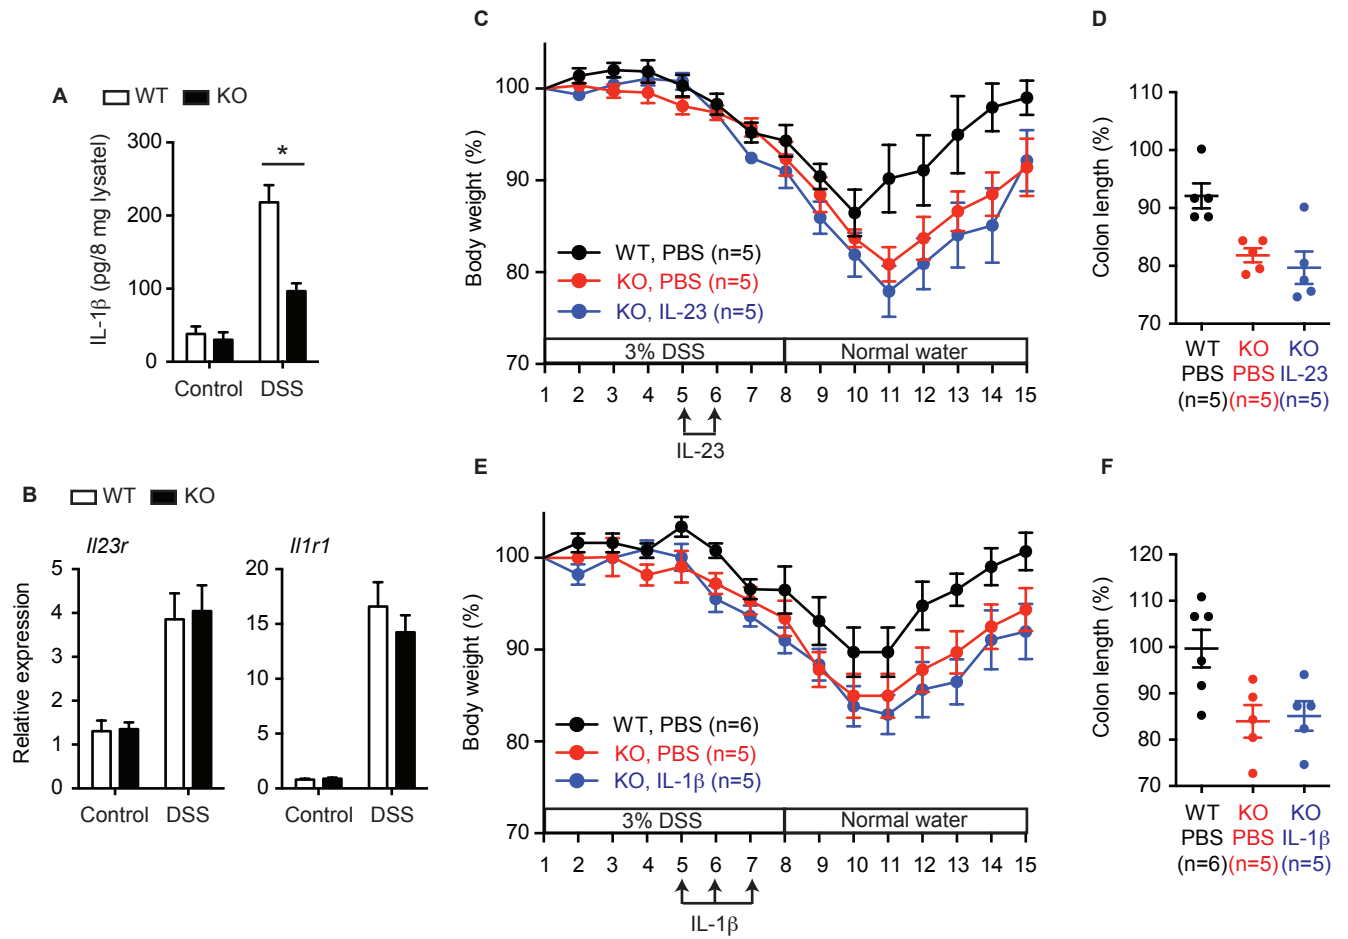 A
WT
KO
IL-1β (pg/8 mg lysatel)
300
200
100
0
*
Control
DSS
B
WT
KO
Relative expression
Il23r
5
4
3
2
1
0
Control
DSS
Il1r1
20
15
10
5
0
Control
DSS
C
Body weight (%)
100
90
80
70
WT, PBS (n=5)
KO, PBS (n=5)
KO, IL-23 (n=5)
3% DSS
Normal water
1 2 3 4 5 6 7 8 9 10 11 12 13 14 15
IL-23
D
Colon length (%)
110
100
90
80
70
WT KO KO
PBS PBS IL-23
(n=5) (n=5) (n=5)
E
Body weight (%)
100
90
80
70
WT, PBS (n=6)
KO, PBS (n=5)
KO, IL-1β (n=5)
3% DSS
Normal water
1 2 3 4 5 6 7 8 9 10 11 12 13 14 15
IL-1β
F
Colon length (%)
120
110
100
90
80
70
WT KO KO
PBS PBS IL-1β
(n=6) (n=5) (n=5)